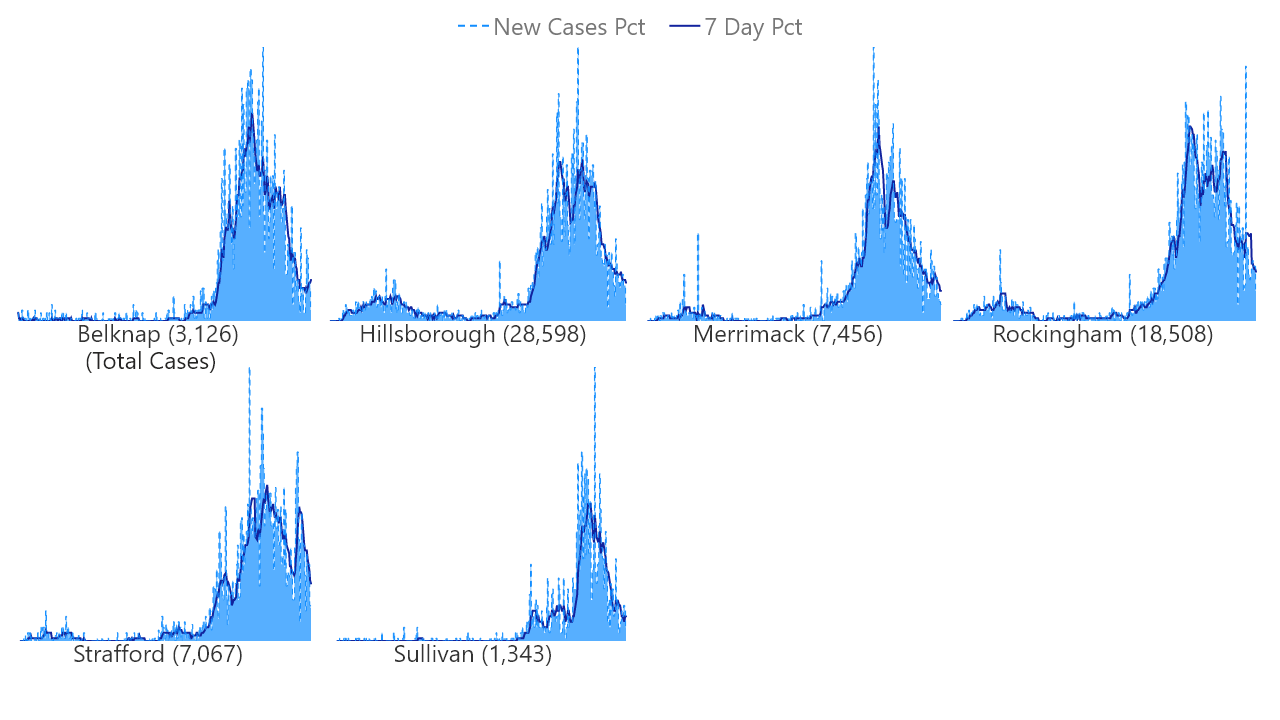 New Cases Pct 7 Day Pct
Belknap (3,126)
(Total Cases)
Hillsborough (28,598)
Merrimack (7,456)
Rockingham (18,508)
Strafford (7,067)
Sullivan (1,343)